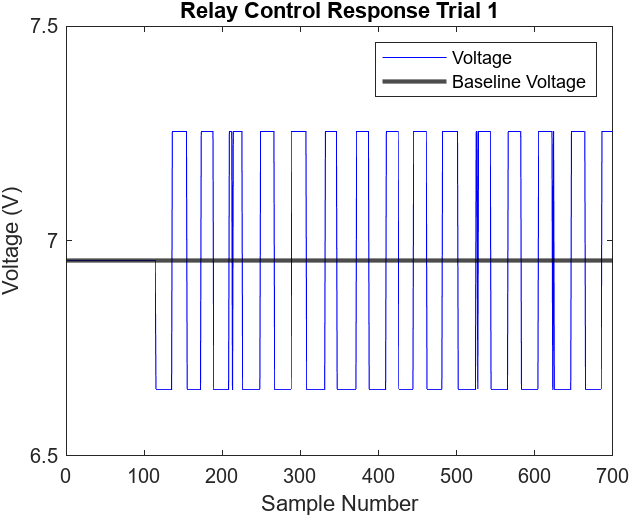 Relay Control Response Trial 1
7.5
Voltage
Baseline Voltage
7
Voltage (V)
6.5
0 100 200 300 400 500 600 700
Sample Number